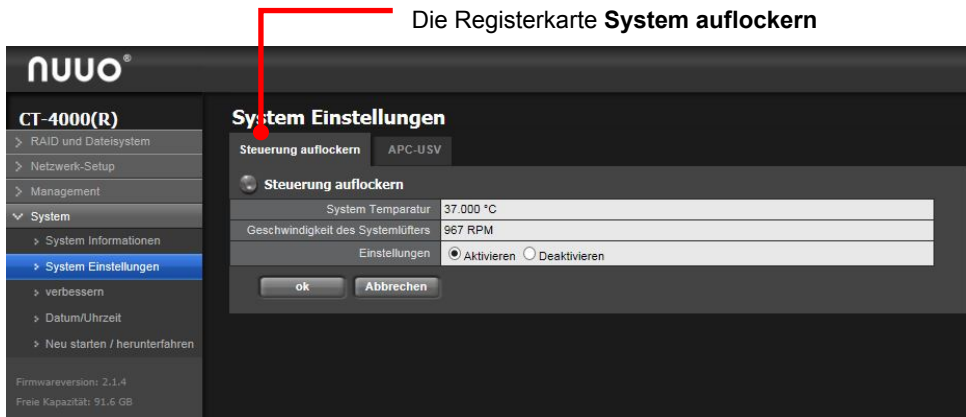 Die Registerkarte System auflockern
nuuo®
CT-4000(R)
RAID und Dateisystem
Netzwerk-Setup
Management
System
System Informationen
System Einstellungen
verbessern
Datum/Uhrzeit
Neu starten / herunterfahren
Firmwareversion: 2.1.4
Freie Kapazität: 91.6 GB
System Einstellungen
Steuerung auflockern APC-USV
Steuerung auflockern
System Temparatur 37.000 °C
Geschwindigkeit des Systemlüfters 967 RPM
Einstellungen Aktivieren Deaktivieren
ok Abbrechen